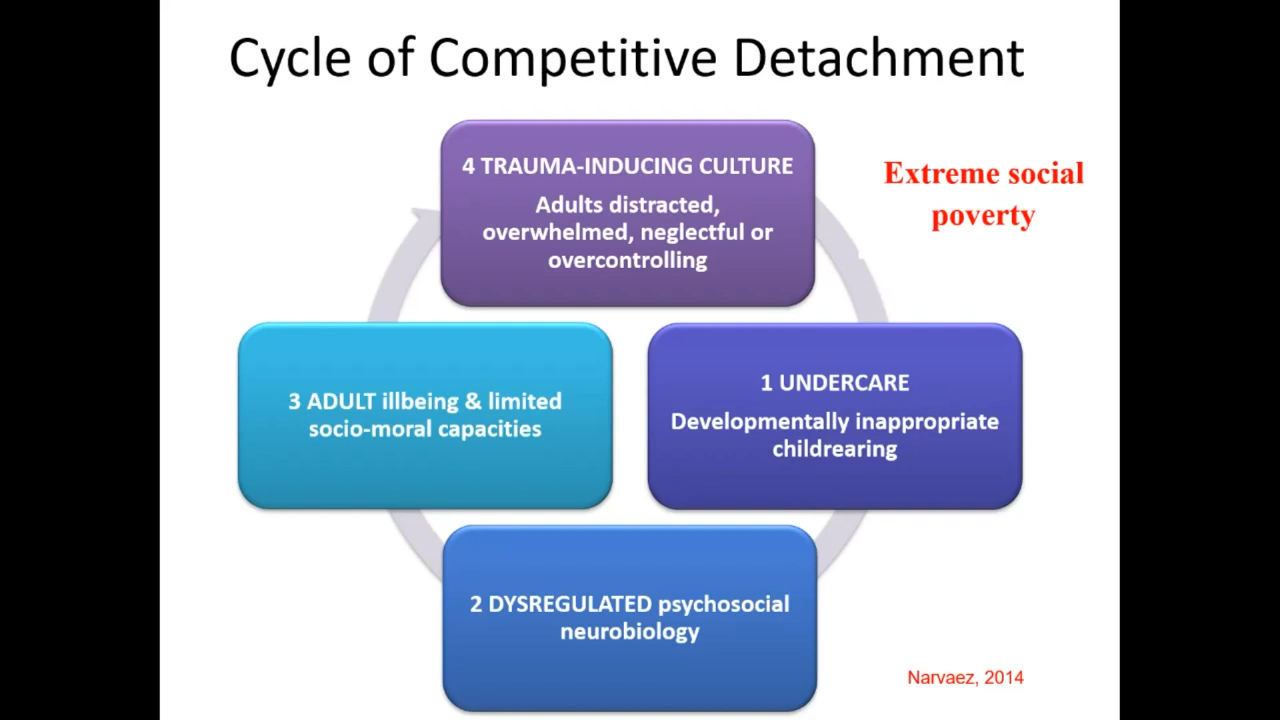 Cycle of Competitive Detachment
4 TRAUMA-INDUCING CULTURE
Adults distracted,
overwhelmed, neglectful or
overcontrolling
Extreme social
poverty
3 ADULT illbeing & limited
socio-moral capacities
1 UNDERCARE
Developmentally inappropriate
childrearing
2 DYSREGULATED psychosocial
neurobiology
Narvaez, 2014